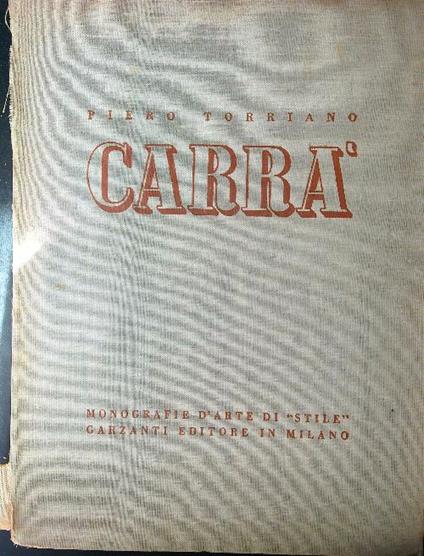 PIERO TORRIANO
CARRA'
MONOGRAFIE D'ARTE DI "STILE"
GARZANTI EDITORE IN MILANO